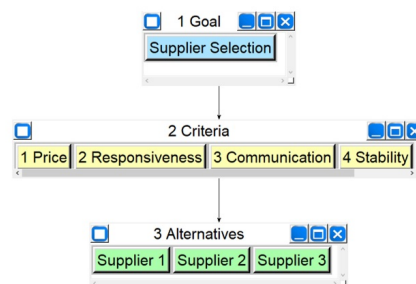 1 Goal
Supplier Selection
2 Criteria
1 Price 2 Responsiveness 3 Communication 4 Stability
3 Alternatives
Supplier 1 Supplier 2 Supplier 3